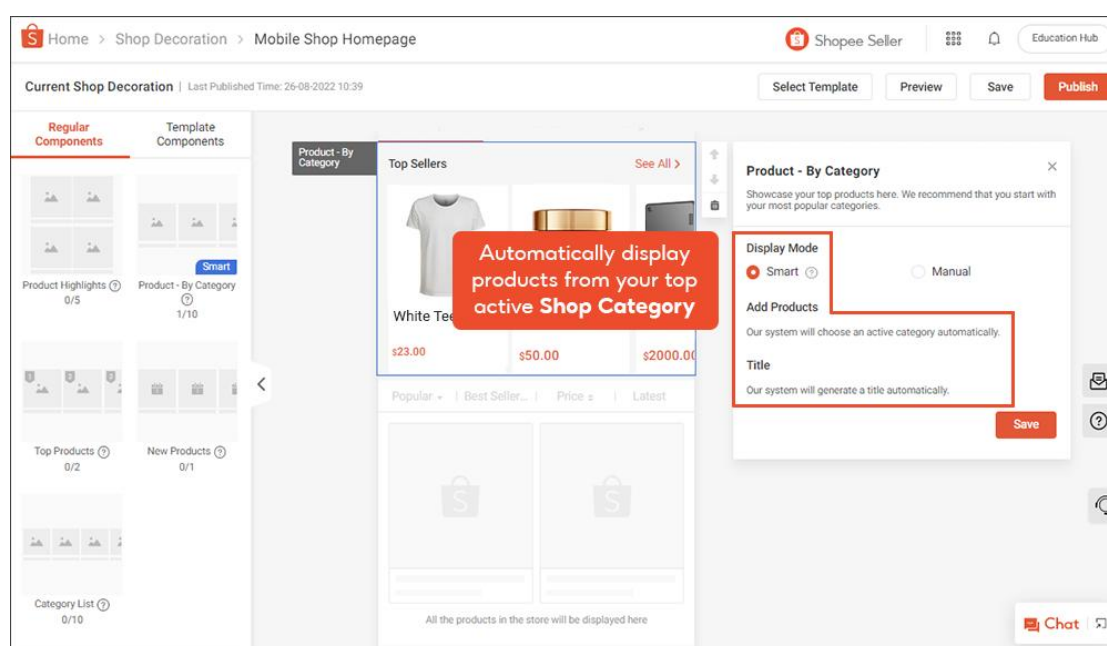 Home > Shop Decoration > Mobile Shop Homepage
Shopee Seller
Education Hub
Current Shop Decoration | Last Published Time: 26-08-2022 10:39
Select Template
Preview
Save
Publish
Regular
Components
Template
Components
Product Highlights
0/5
Smart
Product - By Category
1/10
Top Products
0/2
New Products
0/1
Category List
0/10
Product - By
Category
Top Sellers
See All >
Automatically display
products from your top
active Shop Category
White Tee
$23.00
$50.00
$2000.00
Popular
Best Seller...
Price
Latest
All the products in the store will be displayed here
Product - By Category
Showcase your top products here. We recommend that you start with
your most popular categories.
Display Mode
Smart
Manual
Add Products
Our system will choose an active category automatically.
Title
Our system will generate a title automatically.
Save
Chat